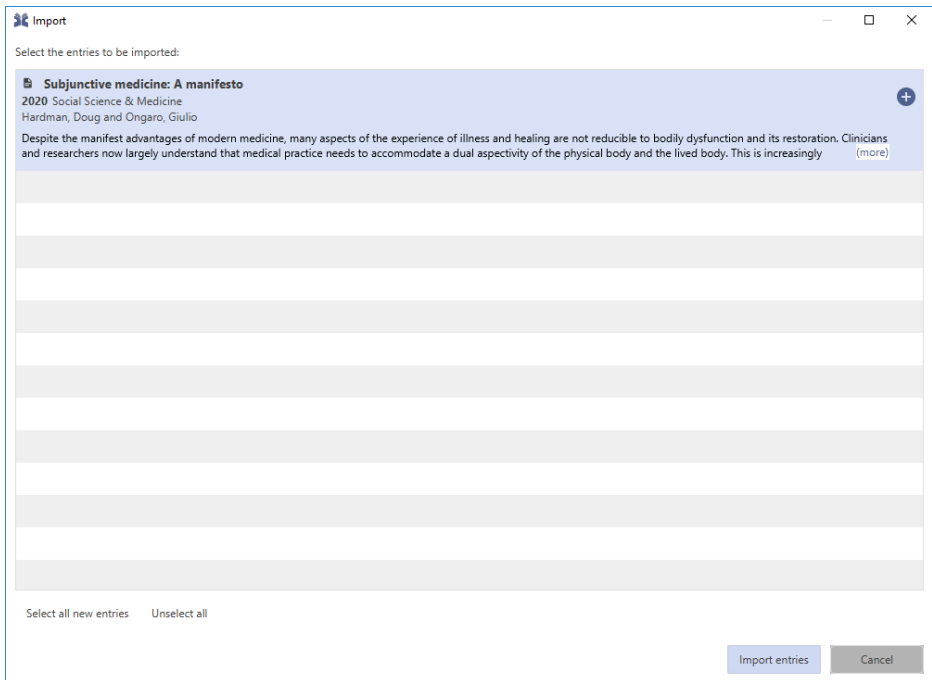 Import
Select the entries to be imported:
Subjunctive medicine: A manifesto
2020 Social Science & Medicine
Hardman, Doug and Ongaro, Giulio
Despite the manifest advantages of modern medicine, many aspects of the experience of illness and healing are not reducible to bodily dysfunction and its restoration. Clinicians
and researchers now largely understand that medical practice needs to accommodate a dual aspectivity of the physical body and the lived body. This is increasingly (more)
Select all new entries Unselect all
Import entries Cancel